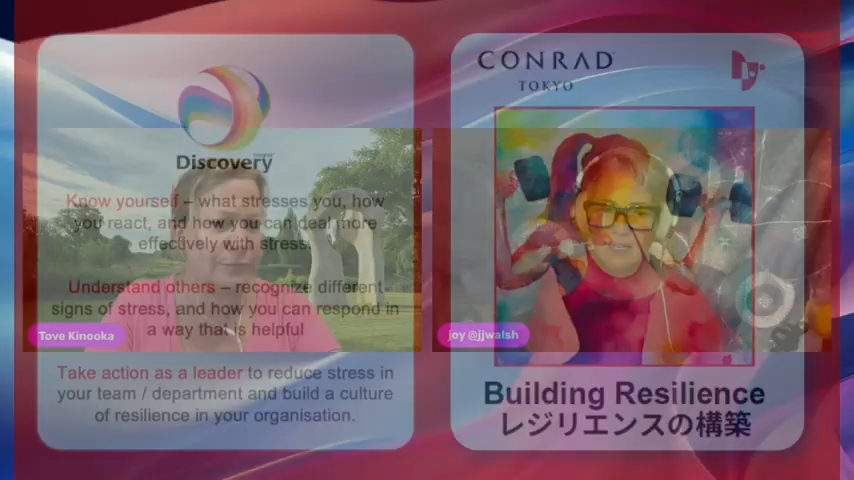 Discovery
Know yourself – what stresses you, how
you react, and how you can deal more
effectively with stress.
Understand others – recognize different
signs of stress, and how you can respond in
a way that is helpful
Tove Kinooka
Take action as a leader to reduce stress in
your team / department and build a culture
of resilience in your organisation.
CONRAD
TOKYO
joy @jjwalsh
Building Resilience
レジリエンスの構築